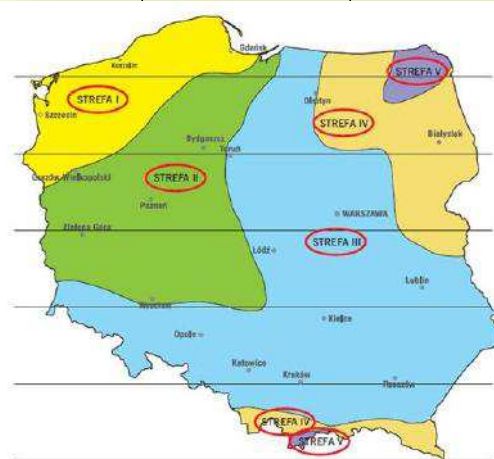 Gdańsk
Koszalin
STREFA V
STREFA I
Olsztyn
Szczecin
STREFA IV
Białystok
Bydgoszcz
Toruń
Gorzów Wielkopolski
STREFA II
Poznań
WARSZAWA
Zielona Góra
Łódź
STREFA III
Lublin
Wrocław
Kielce
Opole
Katowice
Kraków
Rzeszów
STREFA IV
STREFA V